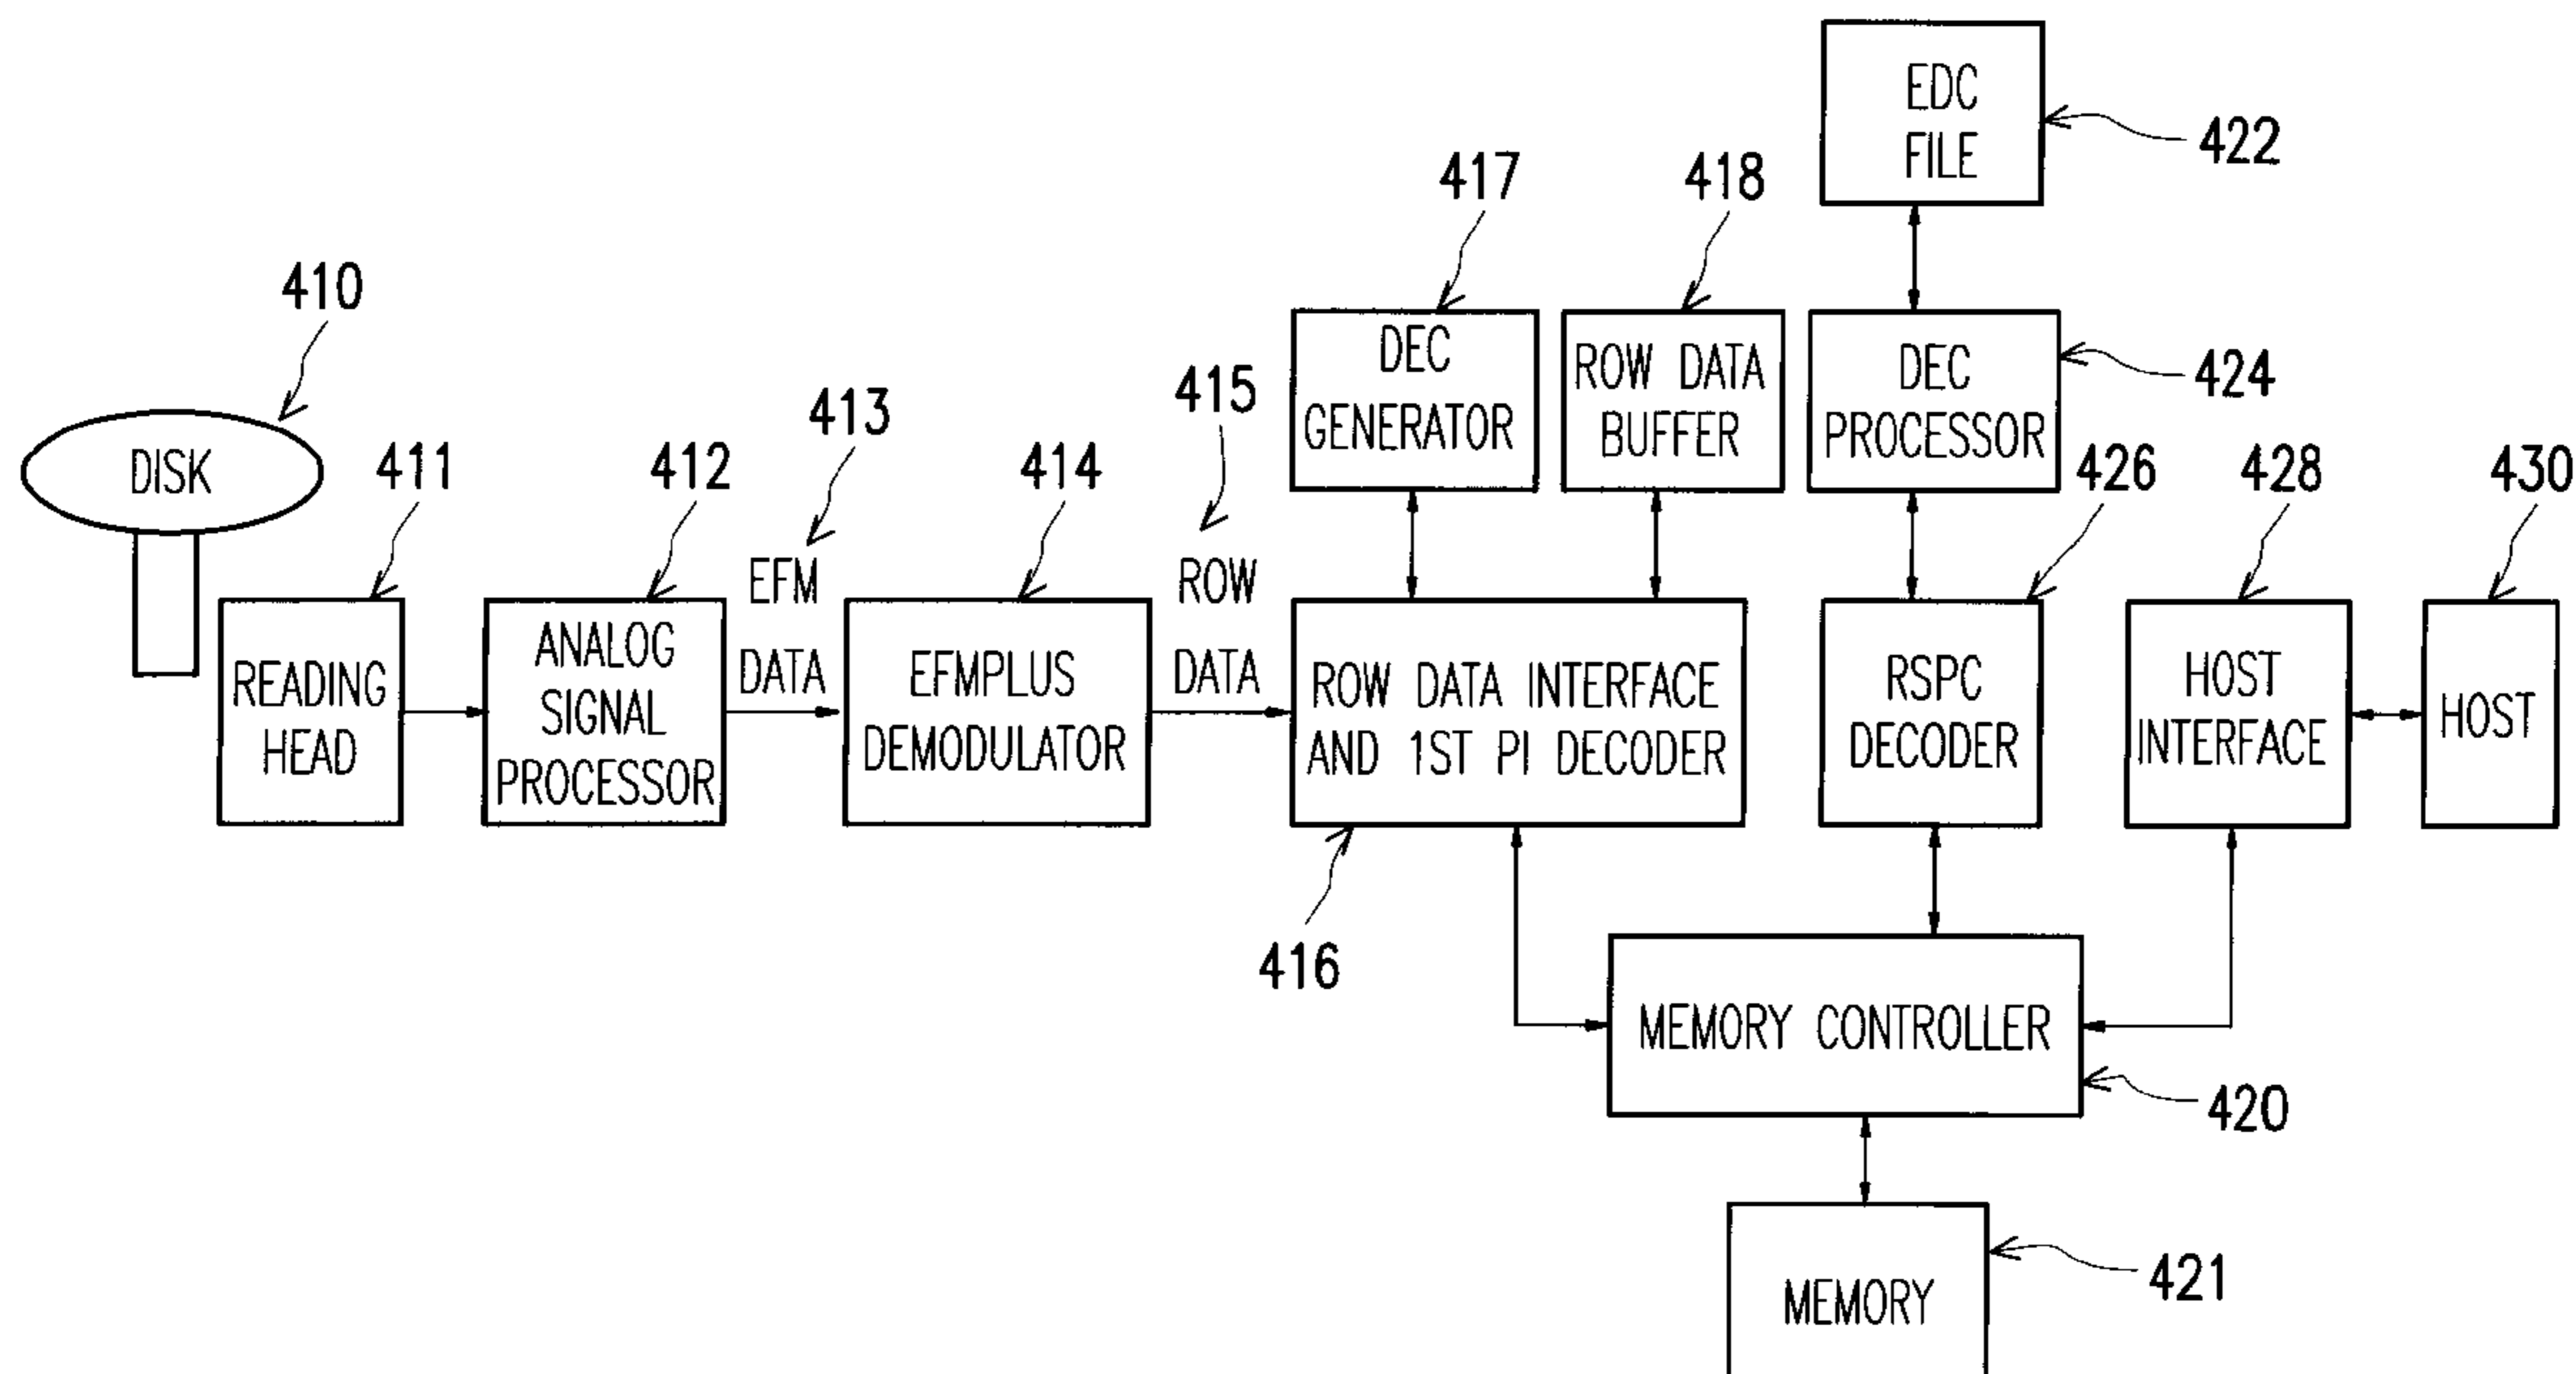 EDC
FILE
422
417
418
410
DEC
GENERATOR
ROW DATA
BUFFER
DEC
PROCESSOR
424
415
413
DISK
411
412
414
426
428
430
EFM
DATA
ROW
DATA
READING
HEAD
ANALOG
SIGNAL
PROCESSOR
EFMPLUS
DEMODULATOR
ROW DATA INTERFACE
AND 1ST PI DECODER
RSPC
DECODER
HOST
INTERFACE
HOST
416
MEMORY CONTROLLER
420
MEMORY
421